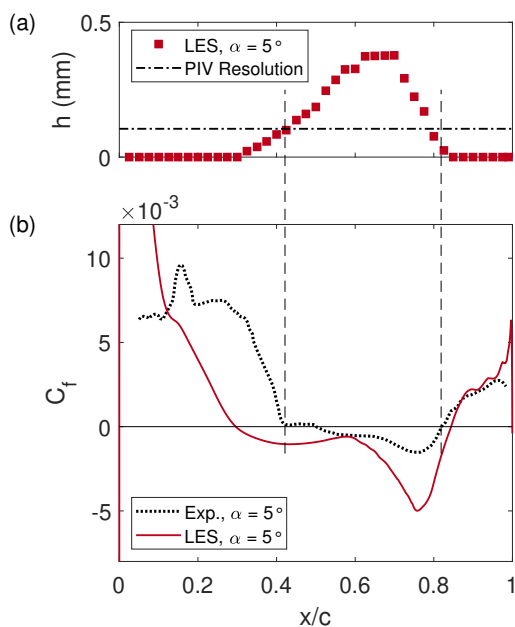 (a)
0.5
h (mm)
0
LES, α = 5°
PIV Resolution
(b)
×10⁻³
10
5
0
-5
C_f
Exp., α = 5°
LES, α = 5°
0
0.2
0.4
0.6
0.8
1
x/c